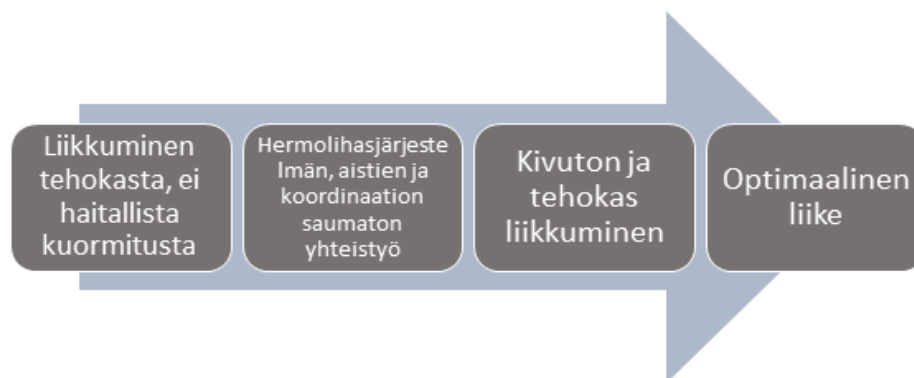 Liikkuminen
tehokasta, ei
haitallista
kuormitusta
Hermolihasjärjeste
lmän, aistien ja
koordinaation
saumaton
yhteistyö
Kivuton ja
tehokas
liikkuminen
Optimaalinen
liike